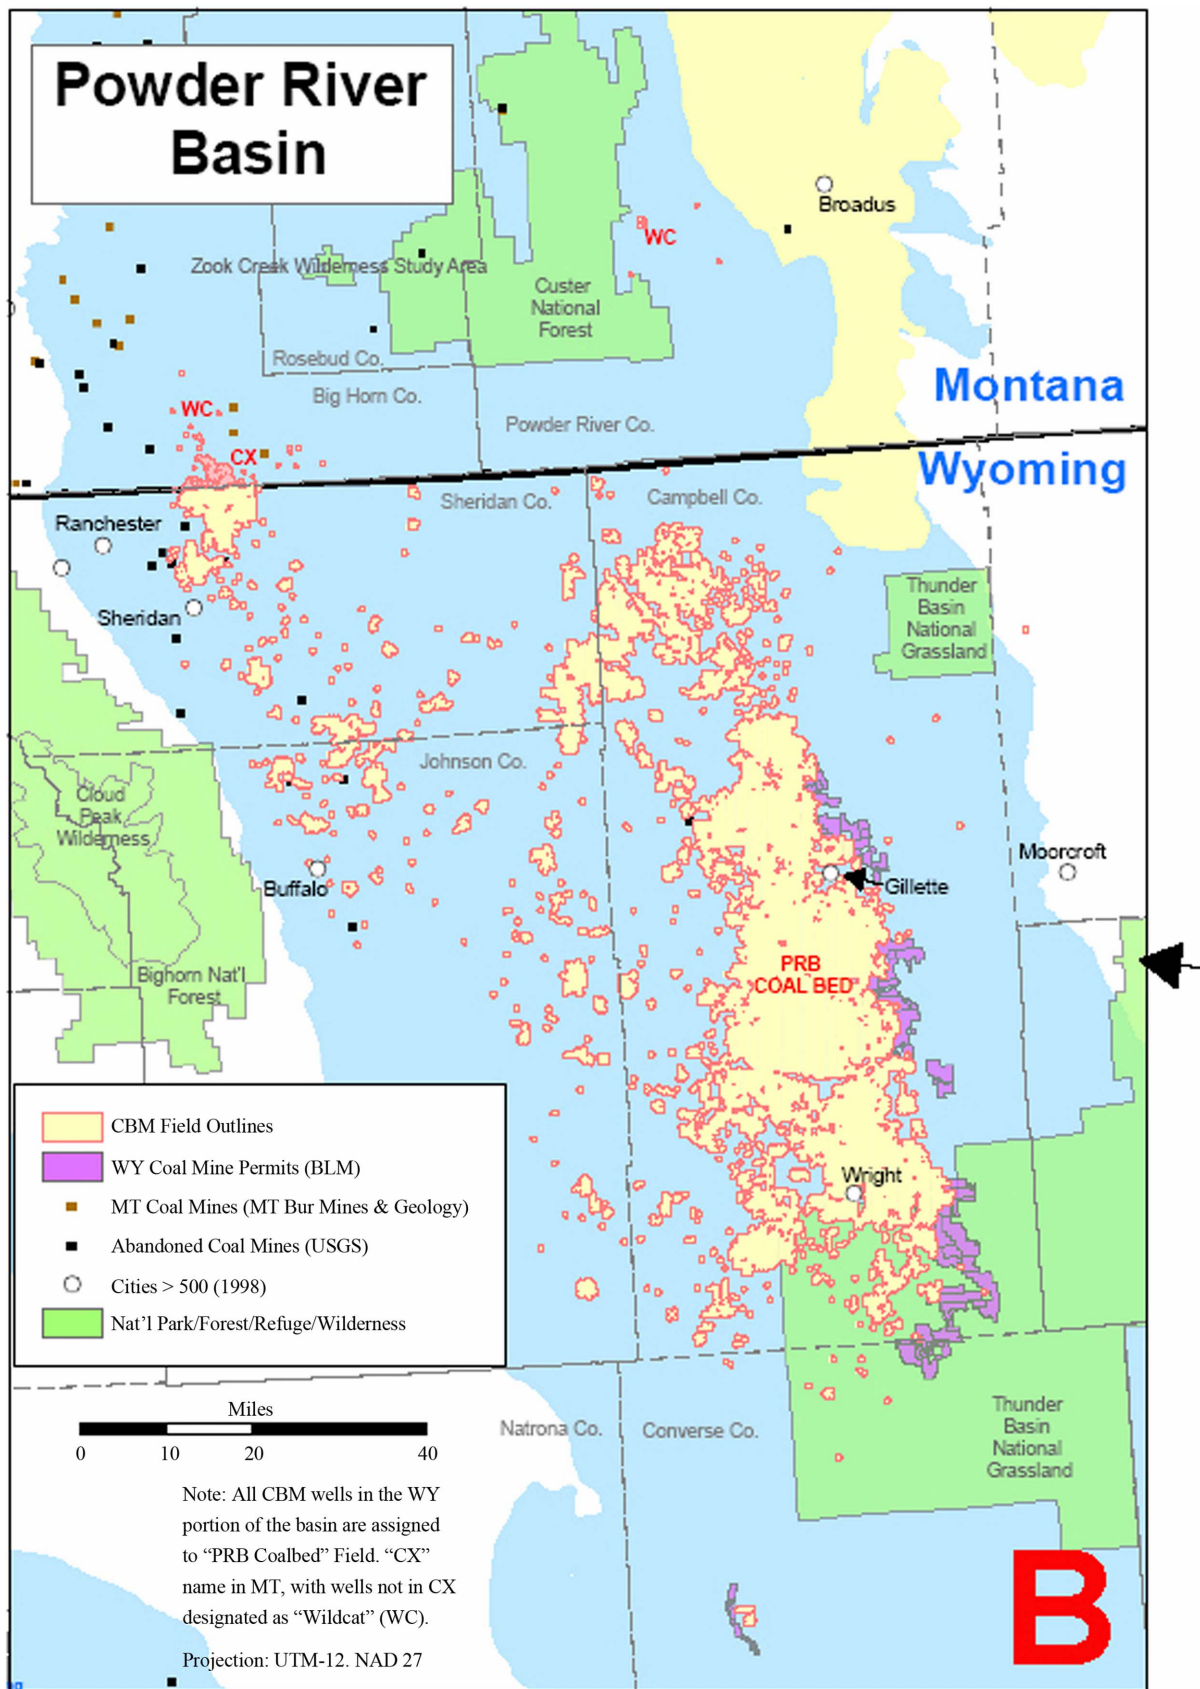 Powder River
Basin
Broadus
WC
Zook Creek Wilderness Study Area
Custer
National
Forest
Rosebud Co.
Big Horn Co.
Montana
WC
Powder River Co.
CX
Wyoming
Sheridan Co.
Campbell Co.
Ranchester
Thunder
Basin
National
Grassland
Sheridan
Johnson Co.
Cloud
Peak
Wilderness
Moorcroft
Buffalo
Gillette
PRB
COAL BED
Bighorn Nat'l
Forest
CBM Field Outlines
WY Coal Mine Permits (BLM)
MT Coal Mines (MT Bur Mines & Geology)
Abandoned Coal Mines (USGS)
Cities > 500 (1998)
Nat’l Park/Forest/Refuge/Wilderness
Wright
Miles
0 10 20 40
Natrona Co.
Converse Co.
Thunder
Basin
National
Grassland
Note: All CBM wells in the WY
portion of the basin are assigned
to “PRB Coalbed” Field. “CX”
name in MT, with wells not in CX
designated as “Wildcat” (WC).
Projection: UTM-12. NAD 27
B